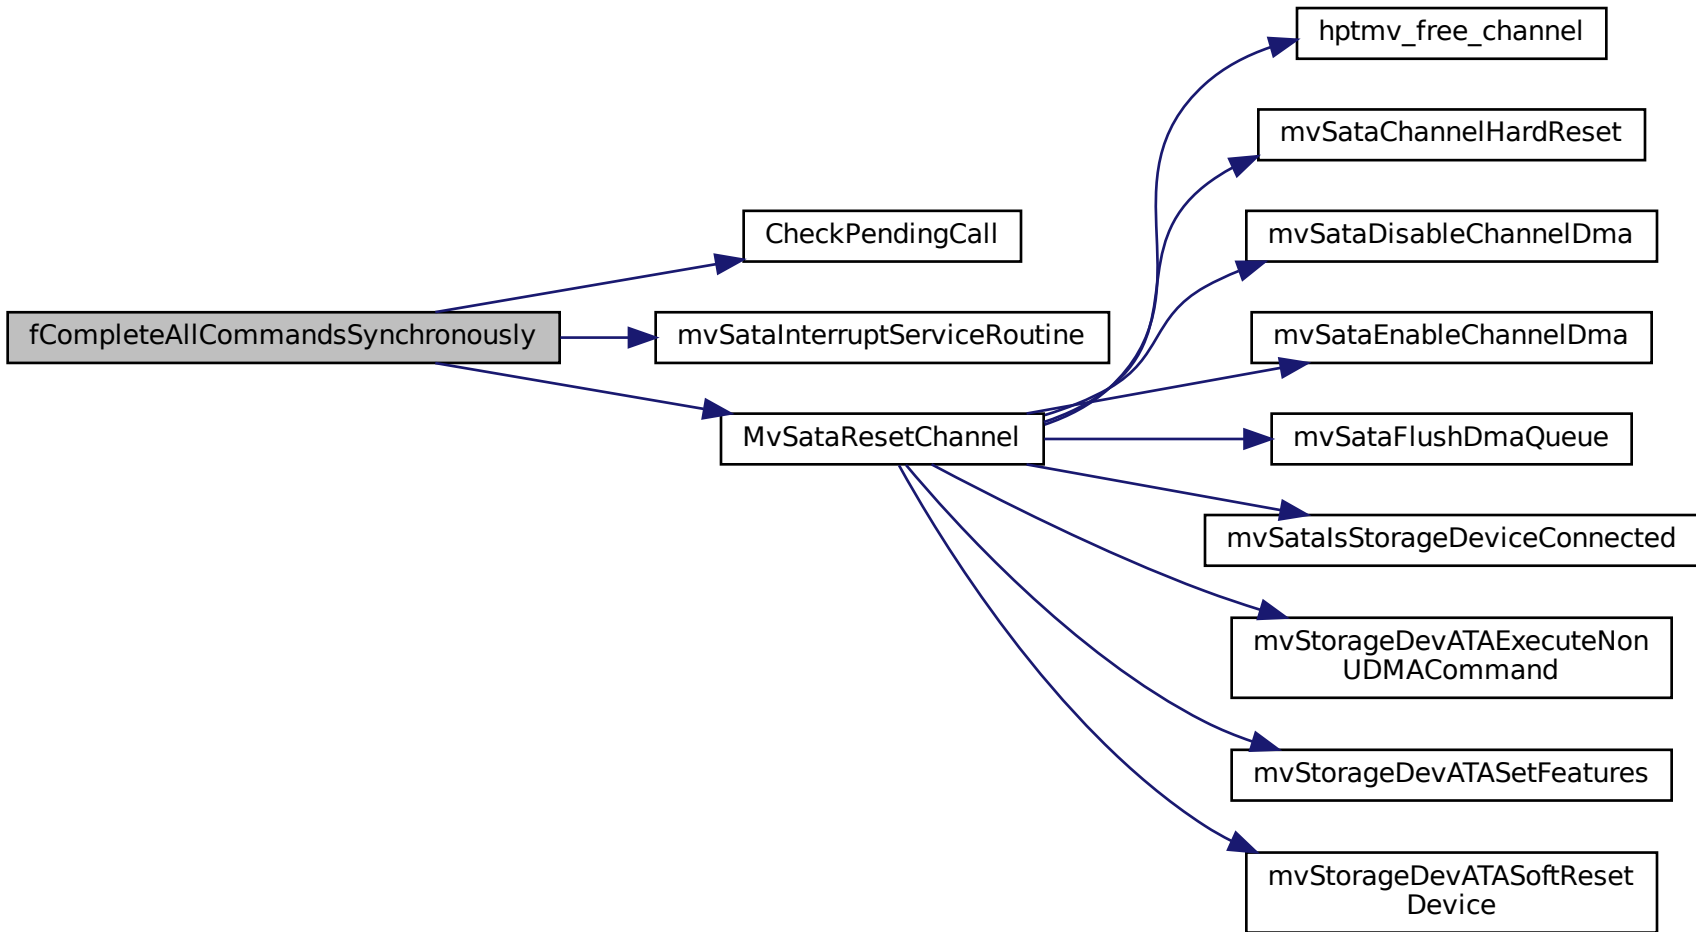 fCompleteAllCommandsSynchronously
CheckPendingCall
mvSataInterruptServiceRoutine
MvSataResetChannel
hptmv_free_channel
mvSataChannelHardReset
mvSataDisableChannelDma
mvSataEnableChannelDma
mvSataFlushDmaQueue
mvSataIsStorageDeviceConnected
mvStorageDevATAExecuteNon
UDMACommand
mvStorageDevATASetFeatures
mvStorageDevATASoftReset
Device